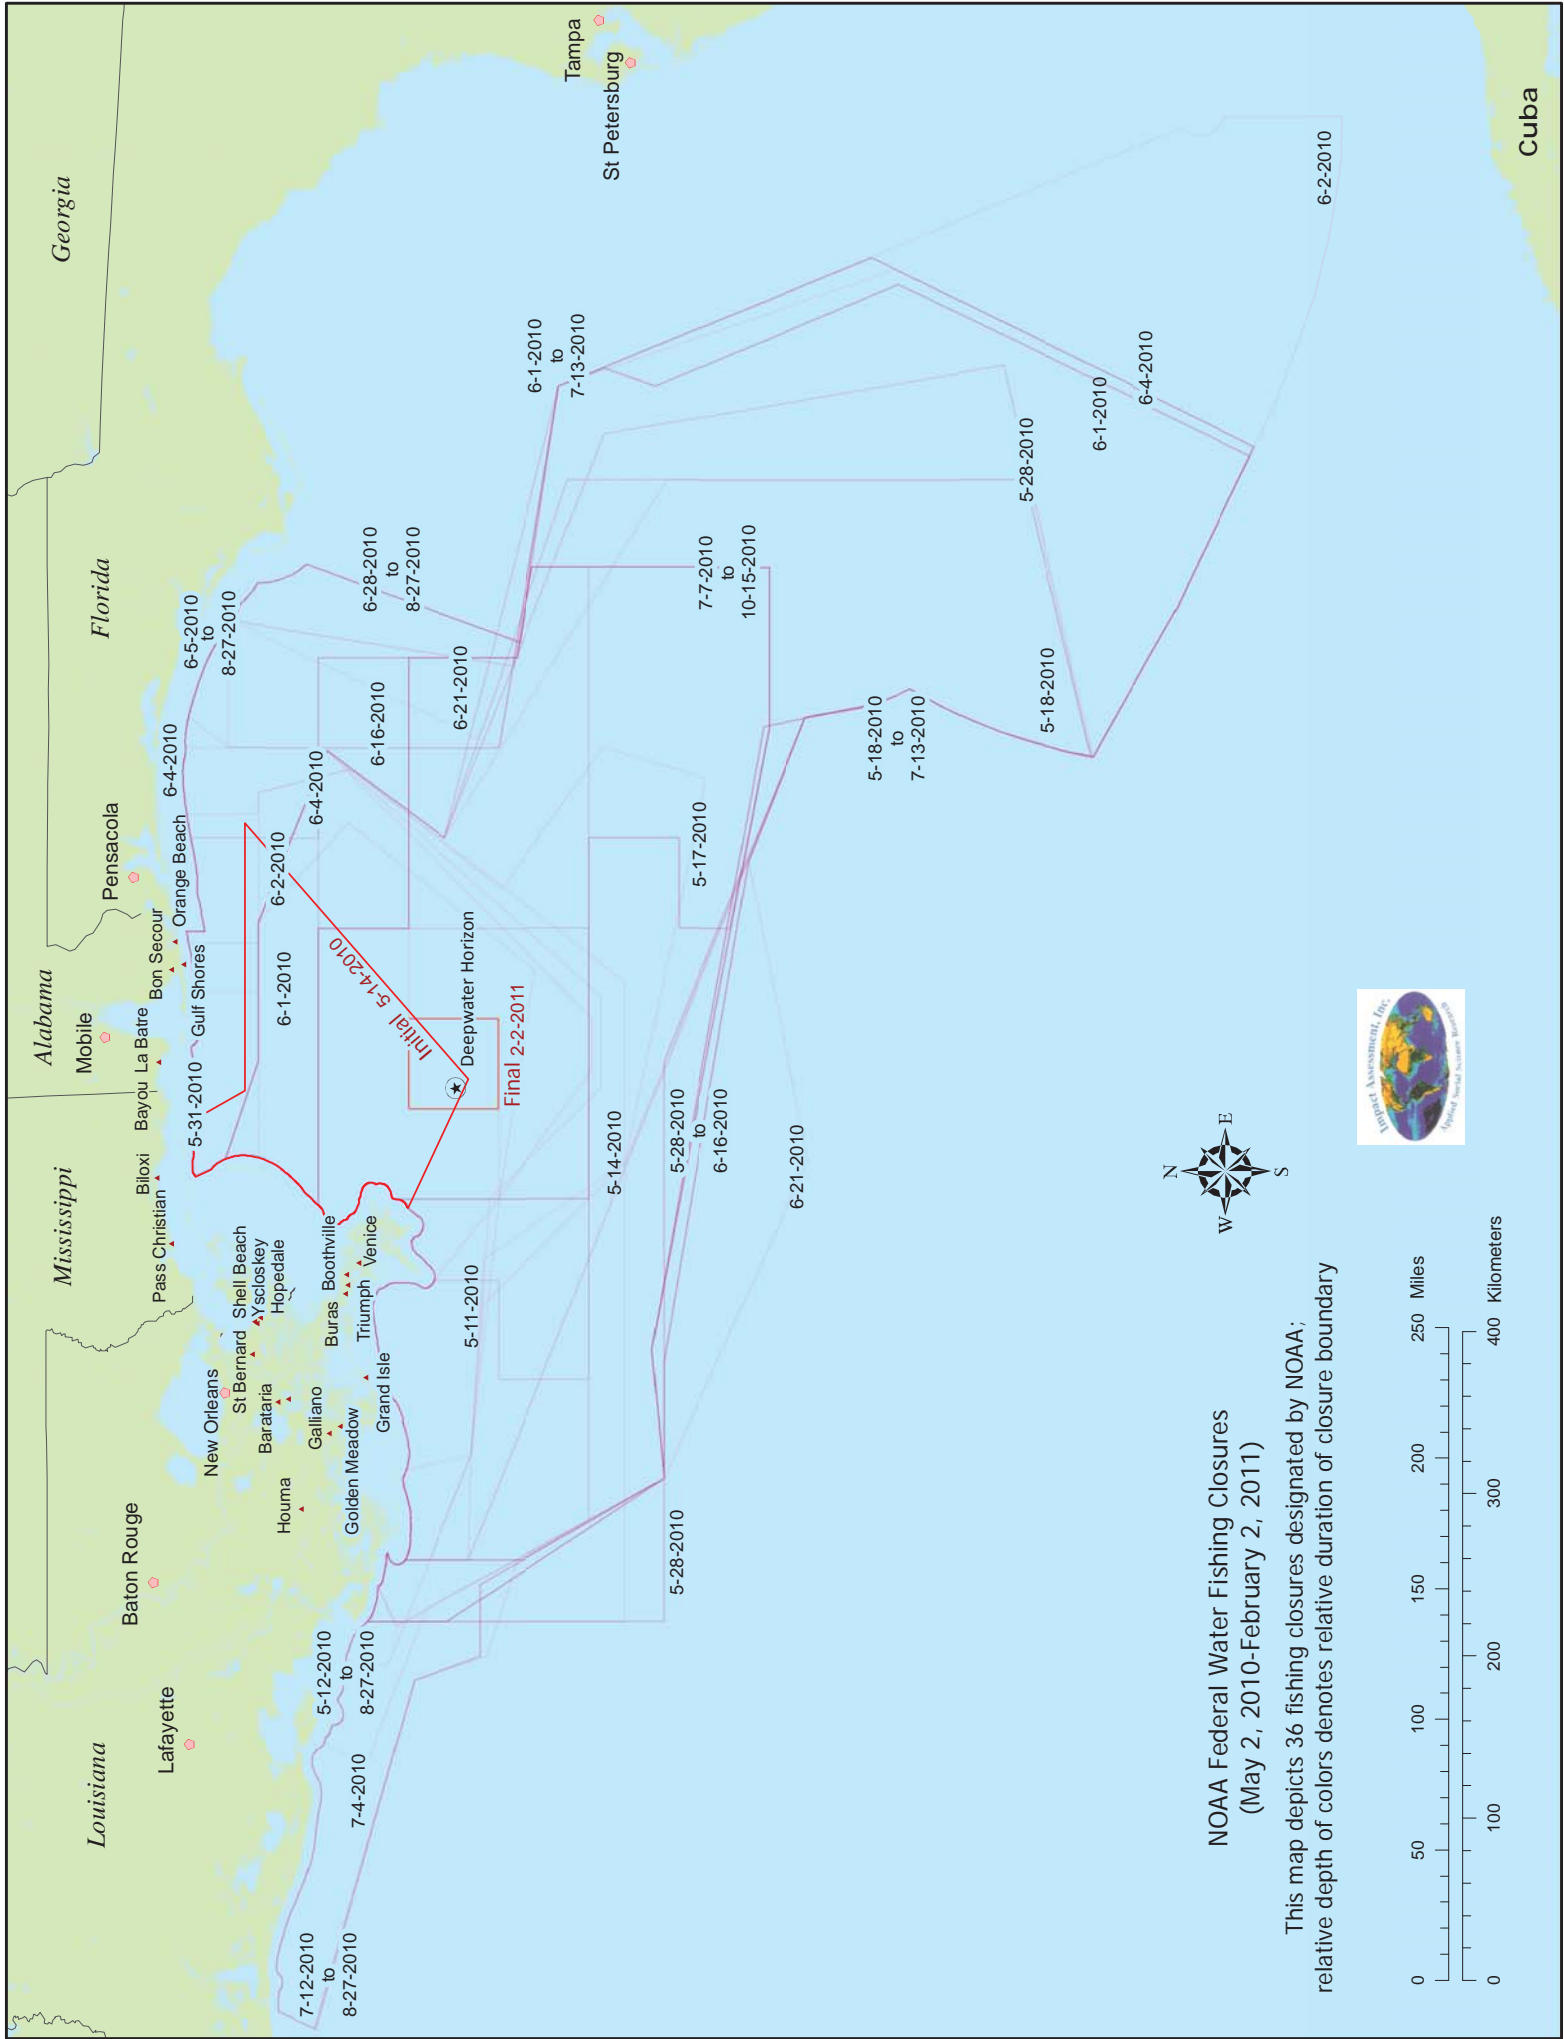 Louisiana
Mississippi
Alabama
Florida
Georgia
Lafayette
Baton Rouge
New Orleans
St Bernard
Shell Beach
Yscloskey
Hopedale
Barataria
Houma
Galliano
Golden Meadow
Grand Isle
Buras
Boothville
Triumph
Venice
Pass Christian
Biloxi
Bayou La Batre
Mobile
Bon Secour
Gulf Shores
Orange Beach
Pensacola
Tampa
St Petersburg
Cuba
7-12-2010
to
8-27-2010
7-4-2010
5-12-2010
to
8-27-2010
5-28-2010
5-11-2010
5-31-2010
6-1-2010
6-2-2010
6-4-2010
6-4-2010
6-5-2010
to
8-27-2010
6-28-2010
to
8-27-2010
6-16-2010
6-21-2010
6-1-2010
to
7-13-2010
Initial 5-14-2010
Deepwater Horizon
Final 2-2-2011
5-14-2010
5-28-2010
to
6-16-2010
6-21-2010
5-17-2010
7-7-2010
to
10-15-2010
5-18-2010
to
7-13-2010
5-18-2010
5-28-2010
6-1-2010
6-4-2010
6-2-2010
N
W
E
S
Impact Assessment, Inc.
Applied Social Science Research
NOAA Federal Water Fishing Closures
(May 2, 2010-February 2, 2011)
This map depicts 36 fishing closures designated by NOAA;
relative depth of colors denotes relative duration of closure boundary
0 50 100 150 200 250 Miles
0 100 200 300 400 Kilometers